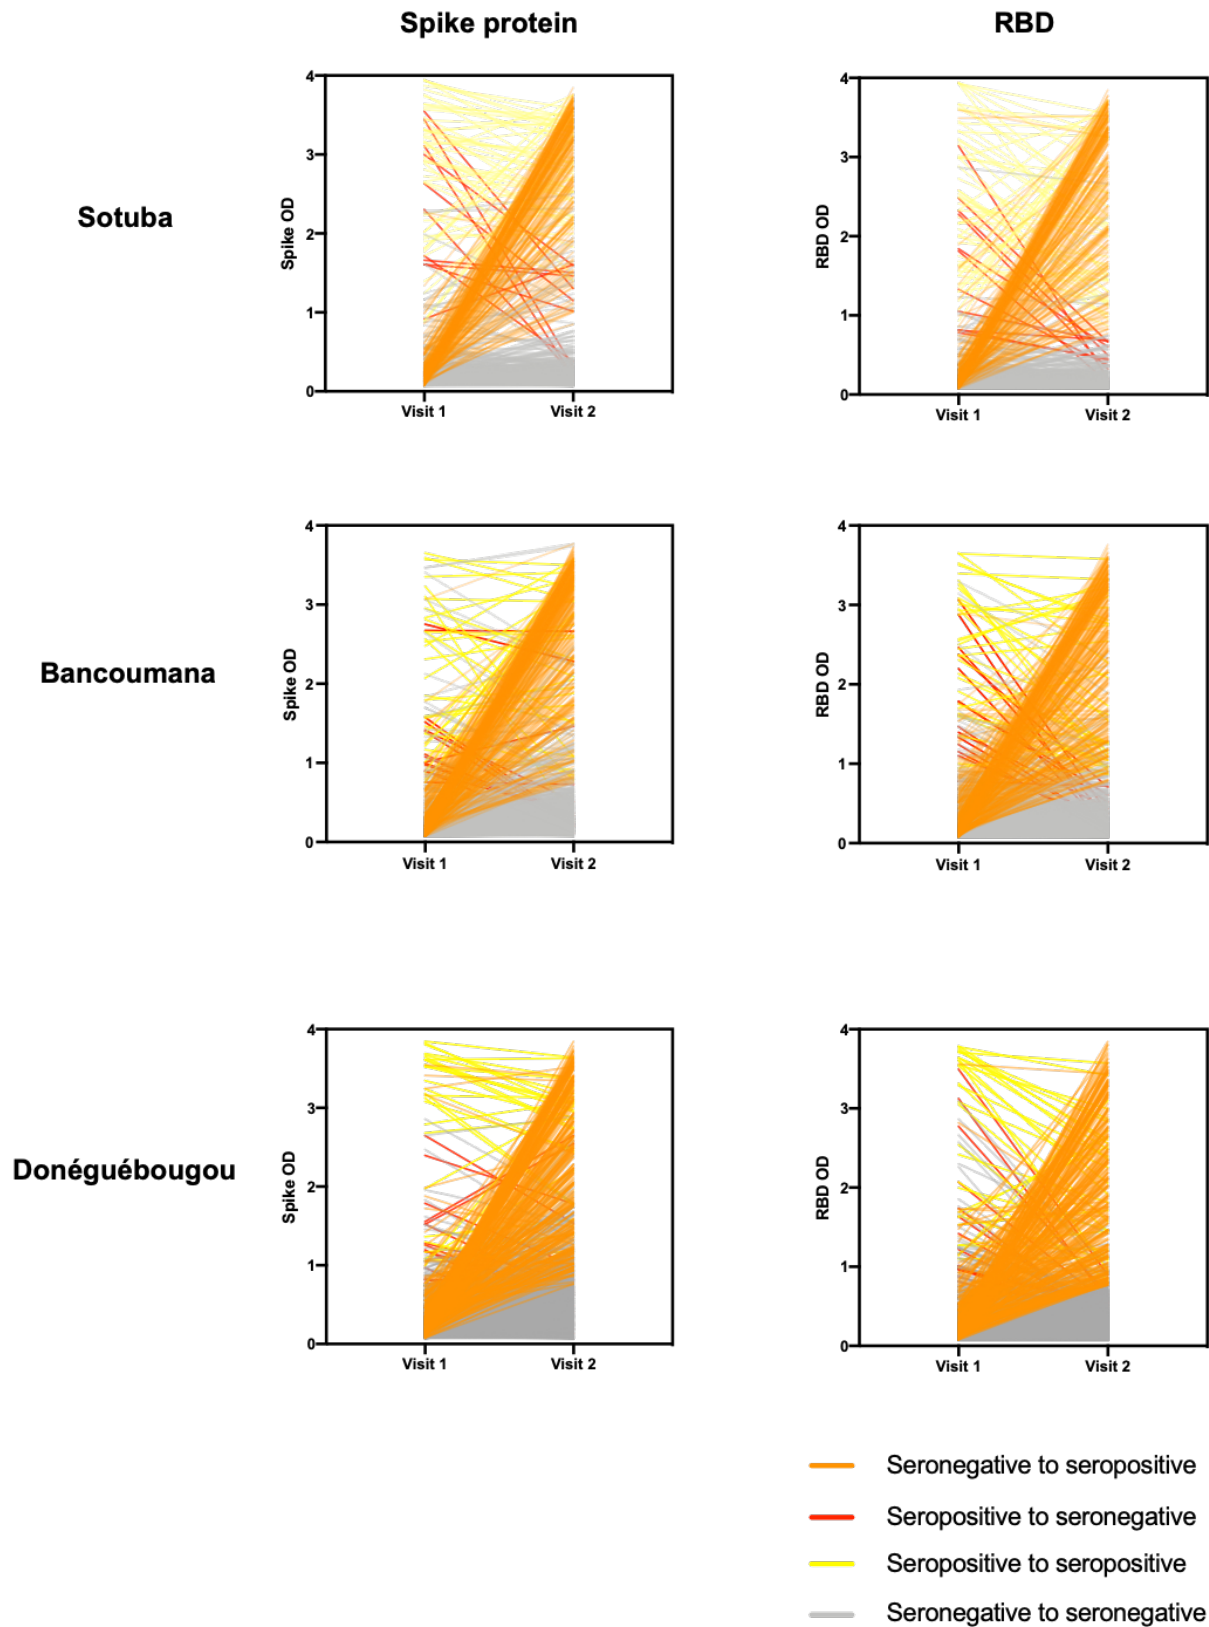 Spike protein
RBD
Sotuba
Spike OD
4
3
2
1
0
Visit 1
Visit 2
RBD OD
4
3
2
1
0
Visit 1
Visit 2
Bancoumana
Spike OD
4
3
2
1
0
Visit 1
Visit 2
RBD OD
4
3
2
1
0
Visit 1
Visit 2
Donéguébougou
Spike OD
4
3
2
1
0
Visit 1
Visit 2
RBD OD
4
3
2
1
0
Visit 1
Visit 2
Seronegative to seropositive
Seropositive to seronegative
Seropositive to seropositive
Seronegative to seronegative